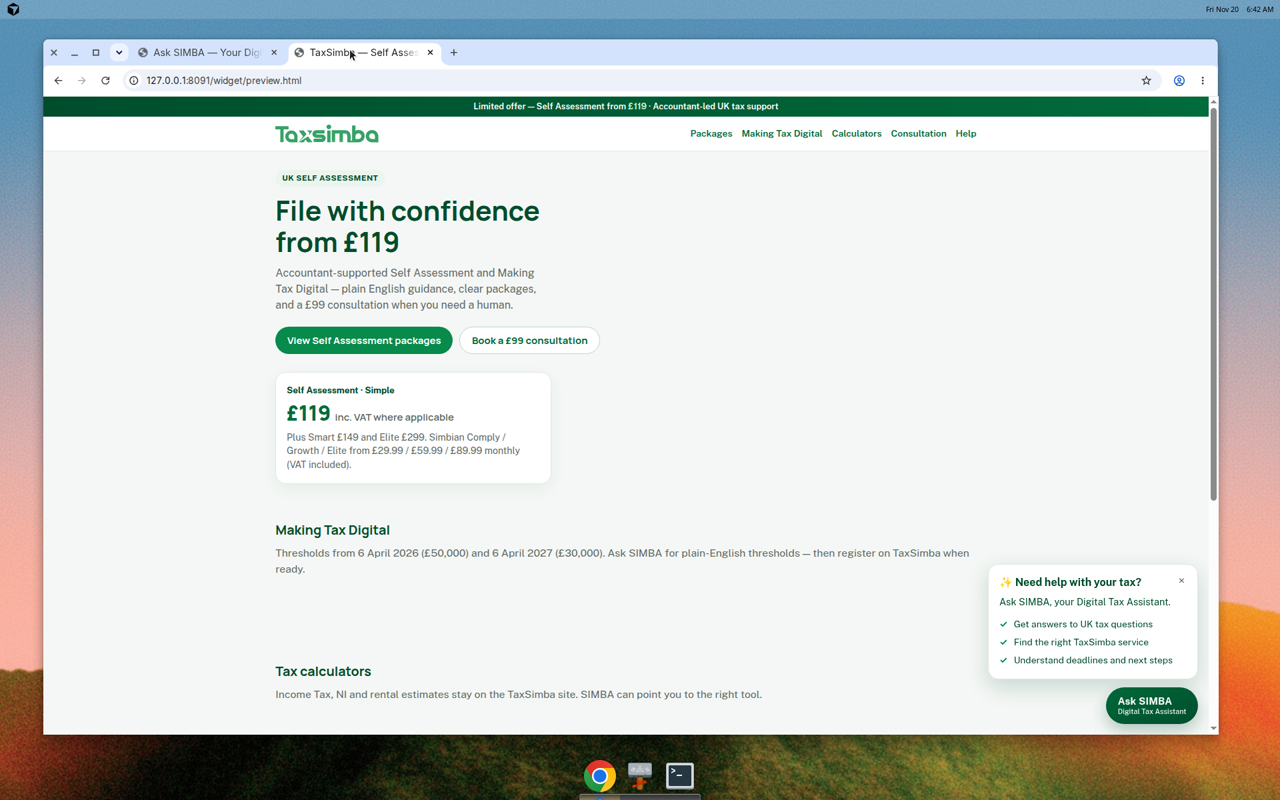 Fri Nov 20 6:42 AM
Ask SIMBA — Your Dig
TaxSimba — Self Asses
127.0.0.1:8091/widget/preview.html
Limited offer — Self Assessment from £119 · Accountant-led UK tax support
Taxsimba
Packages Making Tax Digital Calculators Consultation Help
UK SELF ASSESSMENT
File with confidence
from £119
Accountant-supported Self Assessment and Making
Tax Digital — plain English guidance, clear packages,
and a £99 consultation when you need a human.
View Self Assessment packages
Book a £99 consultation
Self Assessment · Simple
£119 inc. VAT where applicable
Plus Smart £149 and Elite £299. Simbian Comply /
Growth / Elite from £29.99 / £59.99 / £89.99 monthly
(VAT included).
Making Tax Digital
Thresholds from 6 April 2026 (£50,000) and 6 April 2027 (£30,000). Ask SIMBA for plain-English thresholds — then register on TaxSimba when
ready.
✨ Need help with your tax?
Ask SIMBA, your Digital Tax Assistant.
✓ Get answers to UK tax questions
✓ Find the right TaxSimba service
✓ Understand deadlines and next steps
Tax calculators
Income Tax, NI and rental estimates stay on the TaxSimba site. SIMBA can point you to the right tool.
Ask SIMBA
Digital Tax Assistant